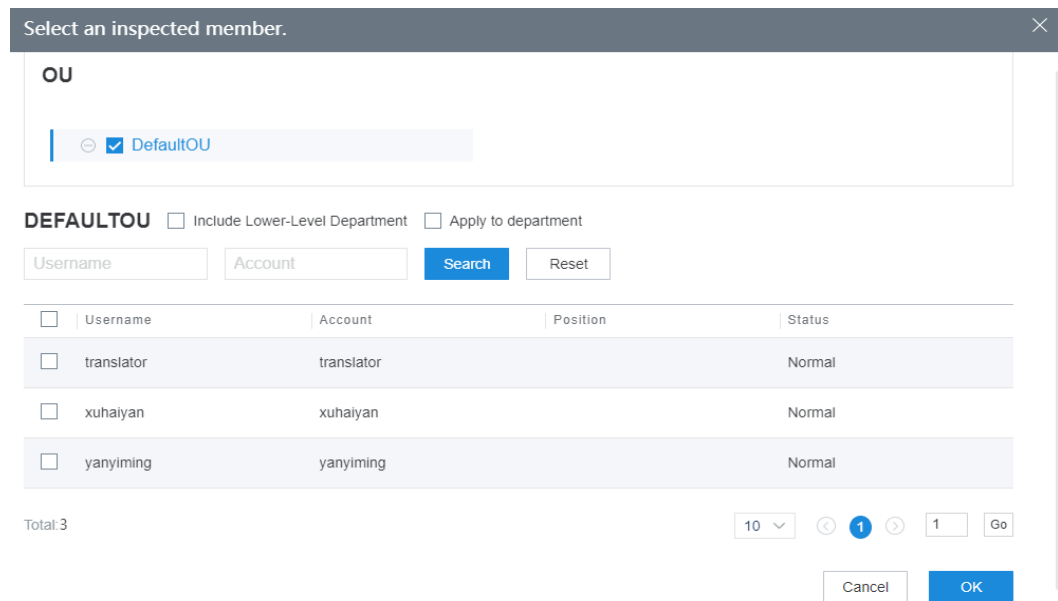 Select an inspected member.
OU
DefaultOU
DEFAULTOU Include Lower-Level Department Apply to department
Username Account Search Reset
Username Account Position Status
translator translator Normal
xuhaiyan xuhaiyan Normal
yanyiming yanyiming Normal
Total:3 10 1 1 Go
Cancel OK